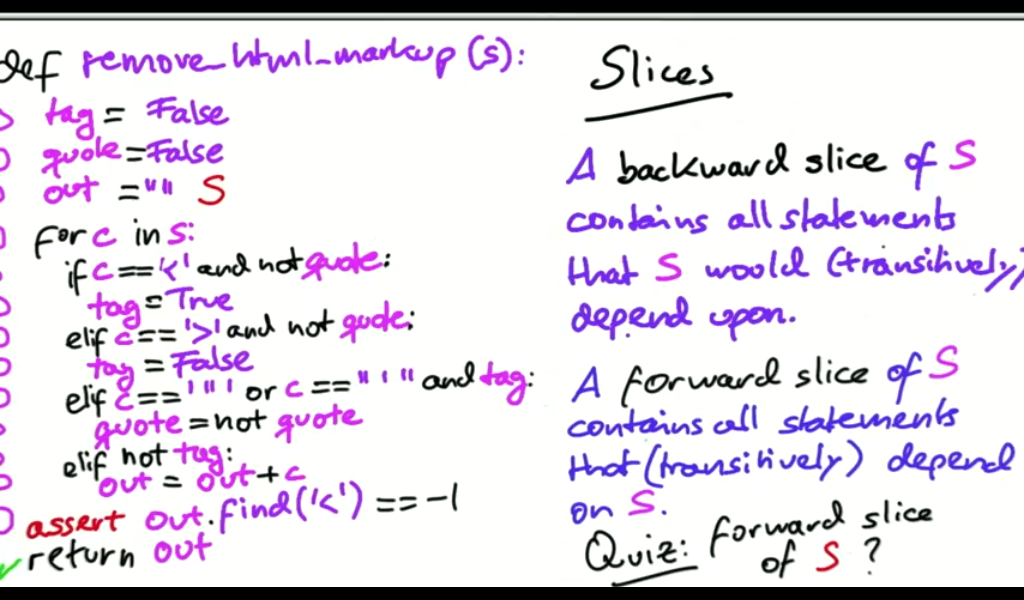 def remove_html_markup (s):
tag = False
quote = False
out = "" S
for c in s:
if c == '<' and not quote:
tag = True
elif c == '>' and not quote:
tag = False
elif c == '"' or c == "'" and tag:
quote = not quote
elif not tag:
out = out + c
assert out.find('<') == -1
return out
Slices
A backward slice of S
contains all statements
that S would (transitively)
depend upon.
A forward slice of S
contains all statements
that (transitively) depend
on S.
Quiz: forward slice
of S ?